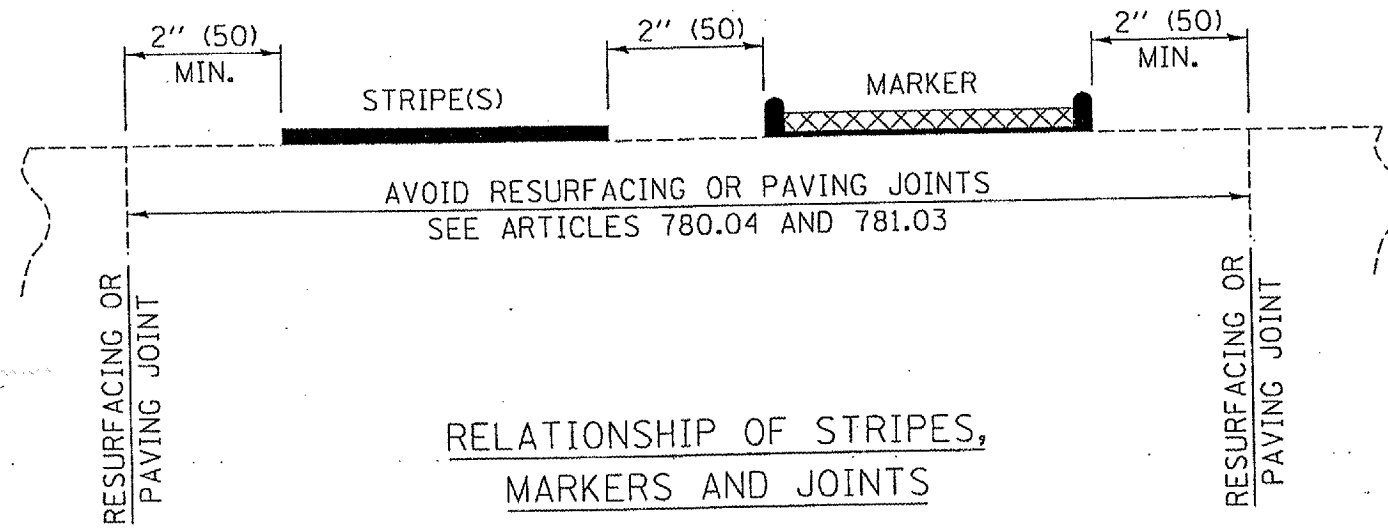 2" (50)
MIN.
2" (50)
2" (50)
MIN.
STRIPE(S)
MARKER
AVOID RESURFACING OR PAVING JOINTS
SEE ARTICLES 780.04 AND 781.03
RESURFACING OR
PAVING JOINT
RESURFACING OR
PAVING JOINT
RELATIONSHIP OF STRIPES,
MARKERS AND JOINTS